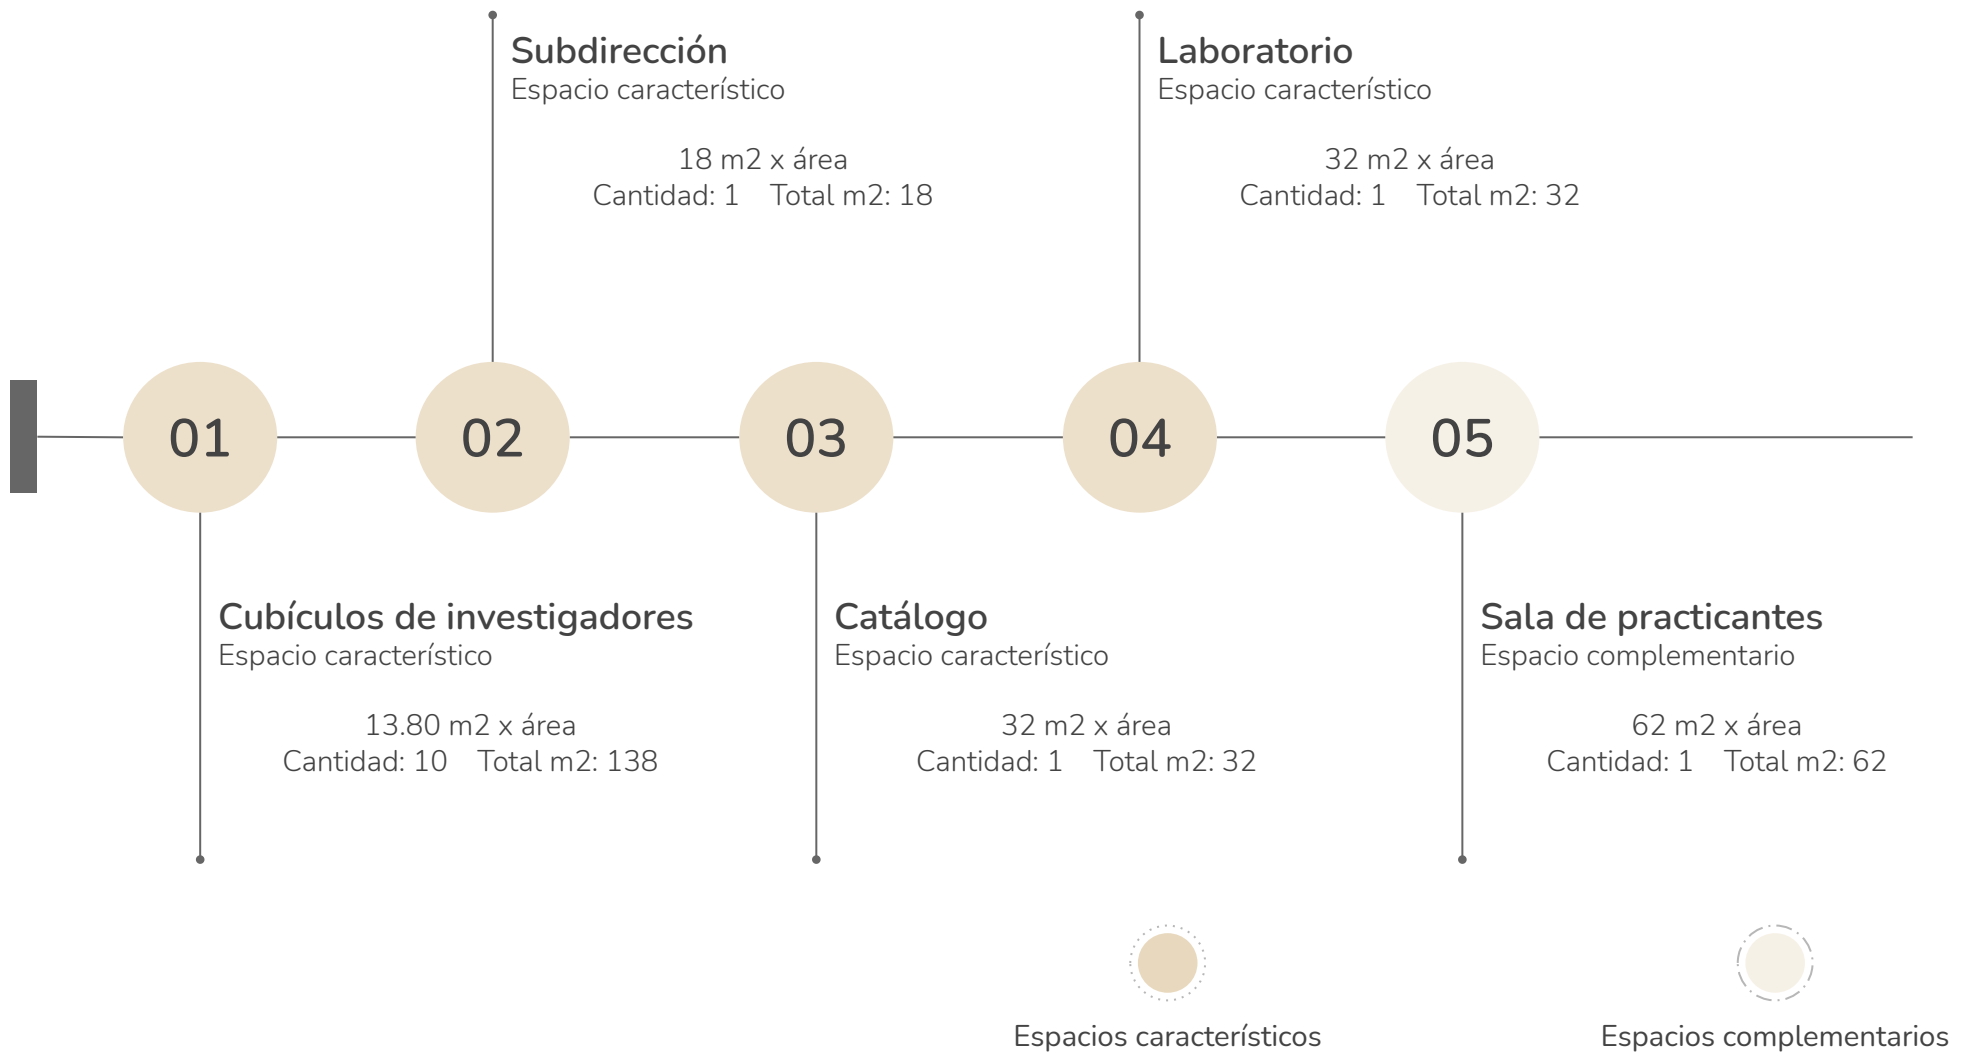 Subdirección
Espacio característico
18 m2 x área
Cantidad: 1 Total m2: 18
Laboratorio
Espacio característico
32 m2 x área
Cantidad: 1 Total m2: 32
01
02
03
04
05
Cubículos de investigadores
Espacio característico
13.80 m2 x área
Cantidad: 10 Total m2: 138
Catálogo
Espacio característico
32 m2 x área
Cantidad: 1 Total m2: 32
Sala de practicantes
Espacio complementario
62 m2 x área
Cantidad: 1 Total m2: 62
Espacios característicos
Espacios complementarios